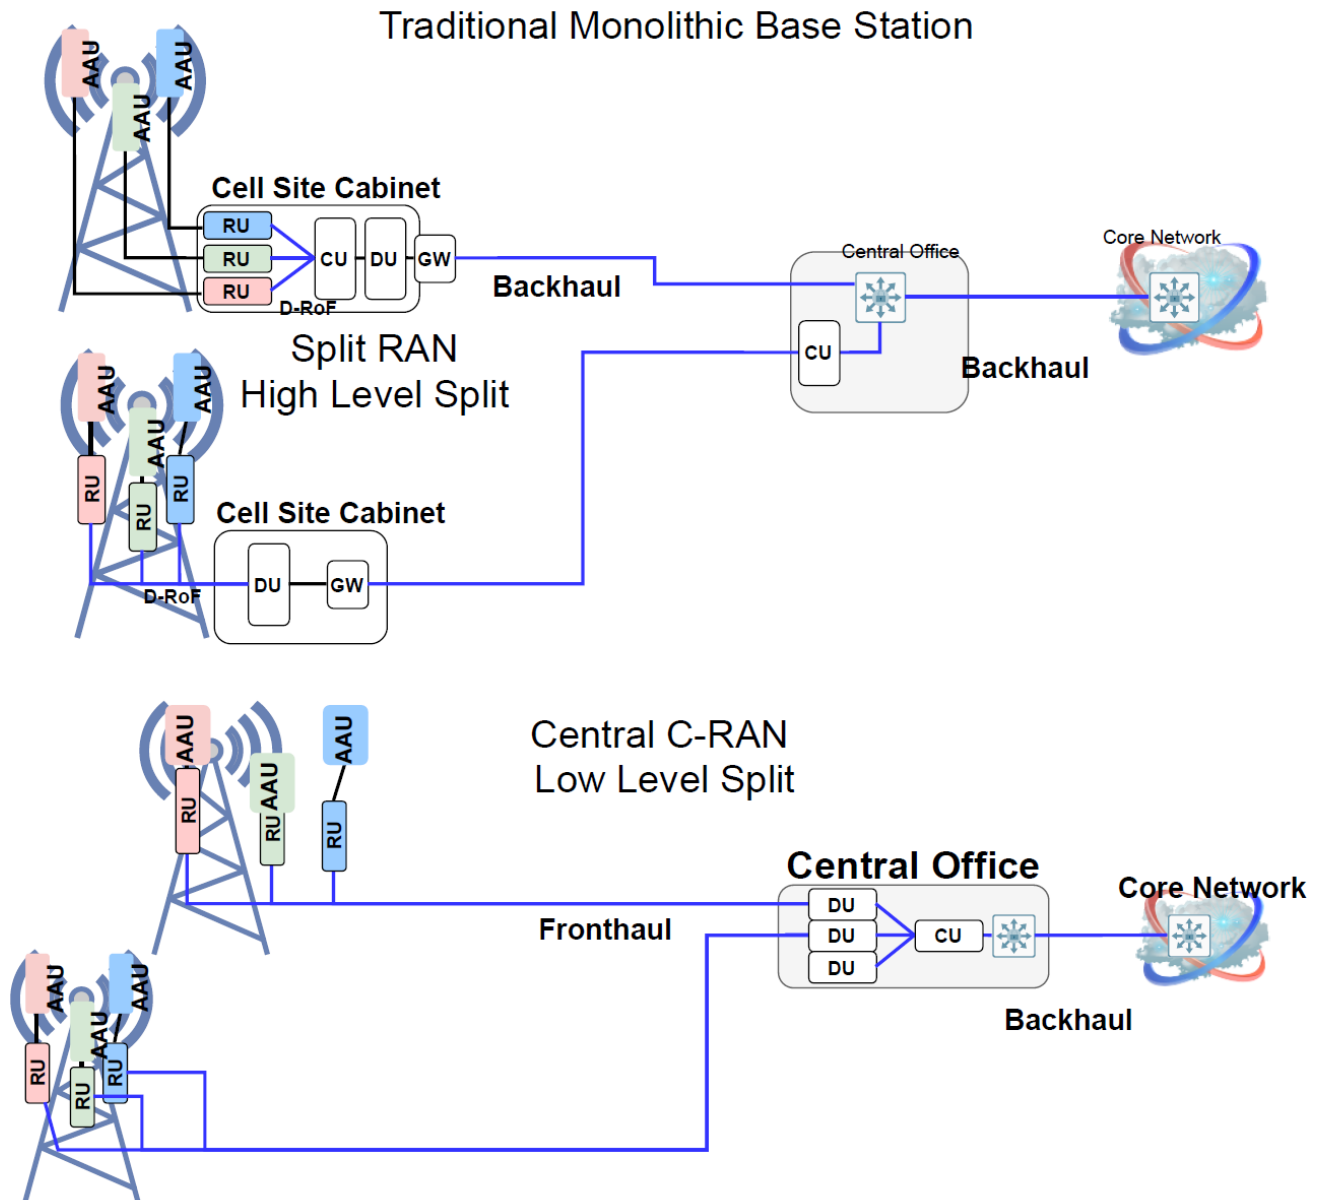 Traditional Monolithic Base Station
AAU
AAU
AAU
Cell Site Cabinet
RU
RU
RU
CU
DU
GW
D-RoF
Backhaul
Central Office
CU
Core Network
Backhaul
Split RAN
High Level Split
AAU
AAU
AAU
RU
RU
RU
D-RoF
Cell Site Cabinet
DU
GW
Central C-RAN
Low Level Split
AAU
AAU
AAU
RU
RU
RU
Fronthaul
Central Office
DU
DU
DU
CU
Core Network
Backhaul
AAU
AAU
AAU
RU
RU
RU